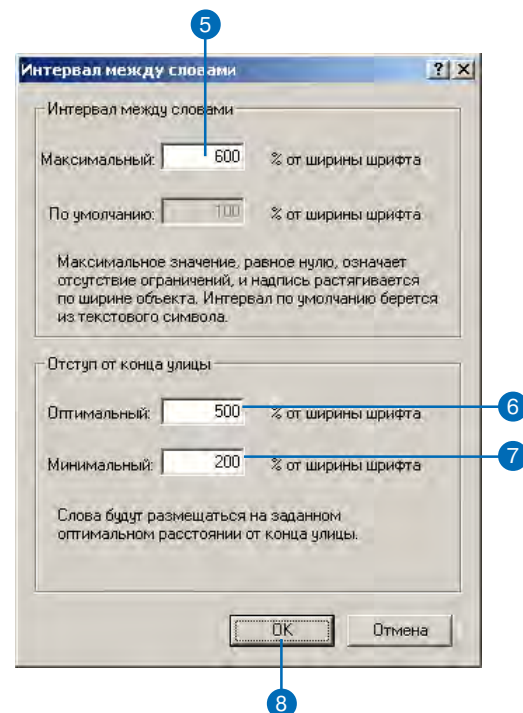 5
Интервал между словами
Интервал между словами
Максимальный: 600 % от ширины шрифта
По умолчанию: 100 % от ширины шрифта
Максимальное значение, равное нулю, означает
отсутствие ограничений, и надпись растягивается
по ширине объекта. Интервал по умолчанию берется
из текстового символа.
Отступ от конца улицы
Оптимальный: 500 % от ширины шрифта 6
Минимальный: 200 % от ширины шрифта 7
Слова будут размещаться на заданном
оптимальном расстоянии от конца улицы.
OK Отмена
8